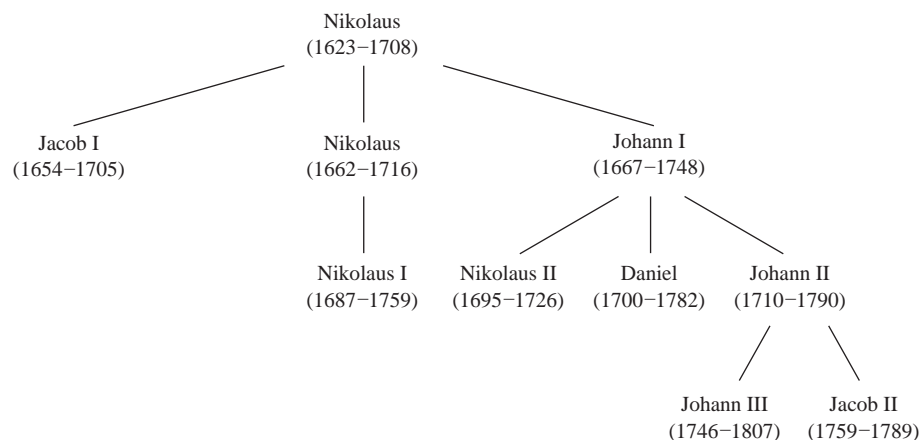 Nikolaus
(1623−1708)
Jacob I
(1654−1705)
Nikolaus
(1662−1716)
Johann I
(1667−1748)
Nikolaus I
(1687−1759)
Nikolaus II
(1695−1726)
Daniel
(1700−1782)
Johann II
(1710−1790)
Johann III
(1746−1807)
Jacob II
(1759−1789)